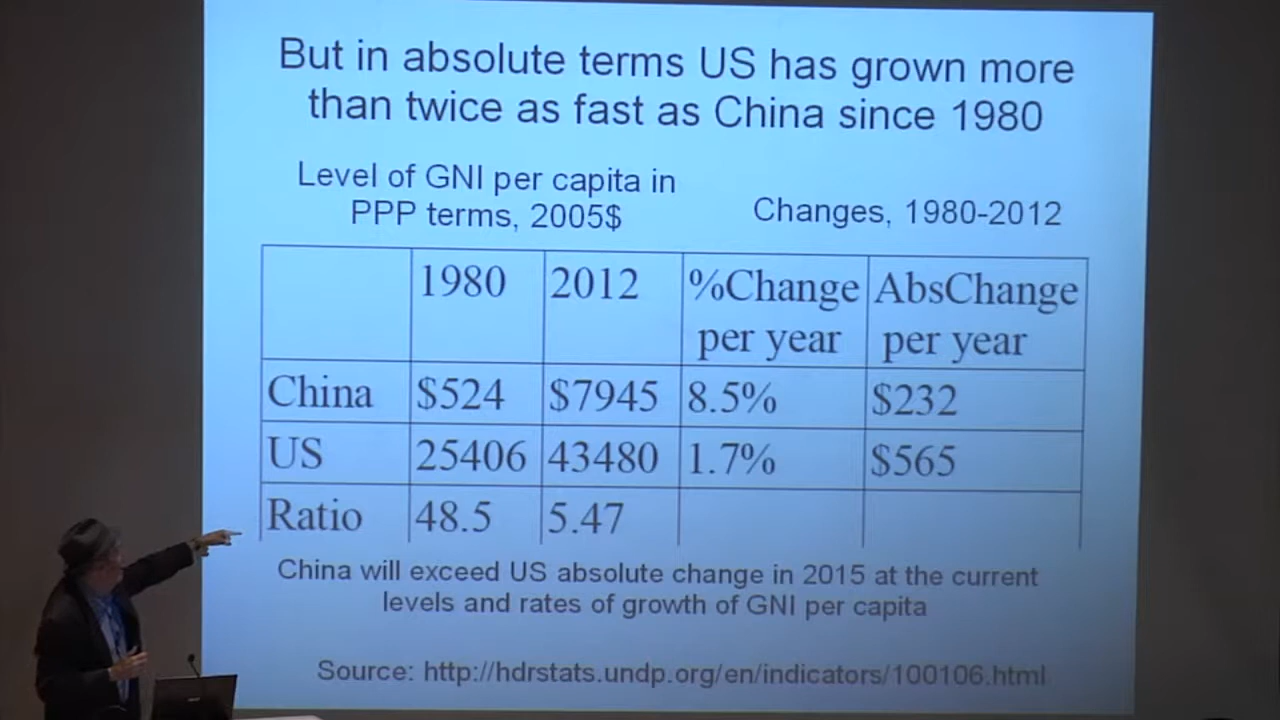 But in absolute terms US has grown more
than twice as fast as China since 1980
Level of GNI per capita in
PPP terms, 2005$
Changes, 1980-2012
1980 2012 %Change per year AbsChange per year
China $524 $7945 8.5% $232
US 25406 43480 1.7% $565
Ratio 48.5 5.47
China will exceed US absolute change in 2015 at the current
levels and rates of growth of GNI per capita
Source: http://hdrstats.undp.org/en/indicators/100106.html